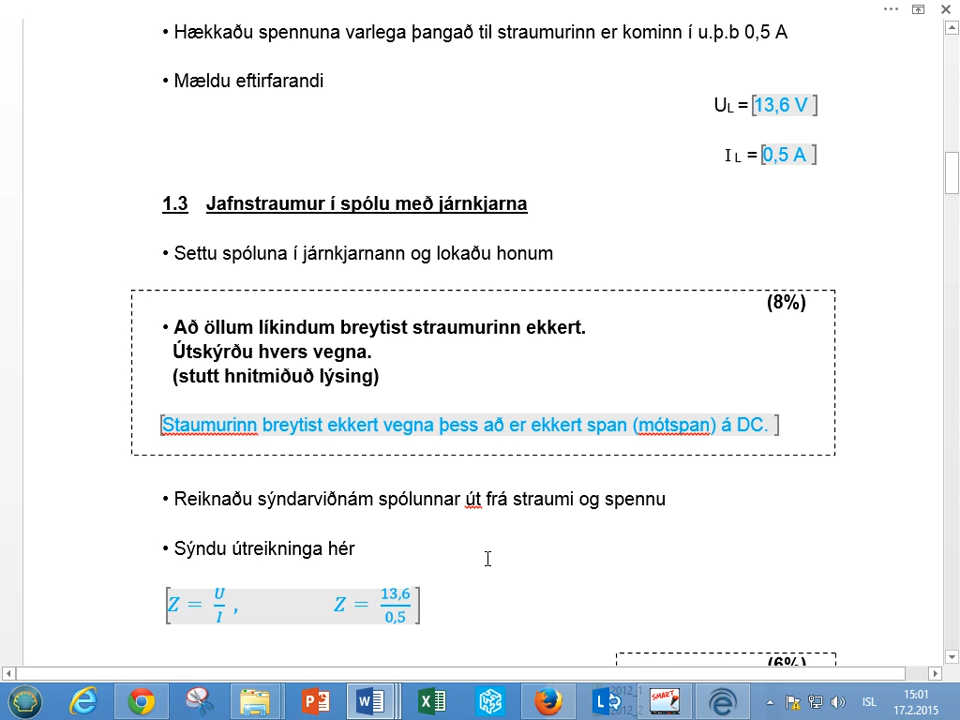 • Hækkaðu spennuna varlega þangað til straumurinn er kominn í u.þ.b 0,5 A
• Mældu eftirfarandi
UL = [13,6 V ]
IL = [0,5 A ]
1.3 Jafnstraumur í spólu með járnkjarna
• Settu spóluna í járnkjarnann og lokaðu honum
(8%)
• Að öllum líkindum breytist straumurinn ekkert.
Útskýrðu hvers vegna.
(stutt hnitmiðuð lýsing)
[Staumurinn breytist ekkert vegna þess að er ekkert span (mótspan) á DC. ]
• Reiknaðu sýndarviðnám spólunnar út frá straumi og spennu
• Sýndu útreikninga hér
[Z = U/I , Z = 13,6/0,5 ]
(6%)
2012_1
2012_2
SMART
ISL
15:01
17.2.2015